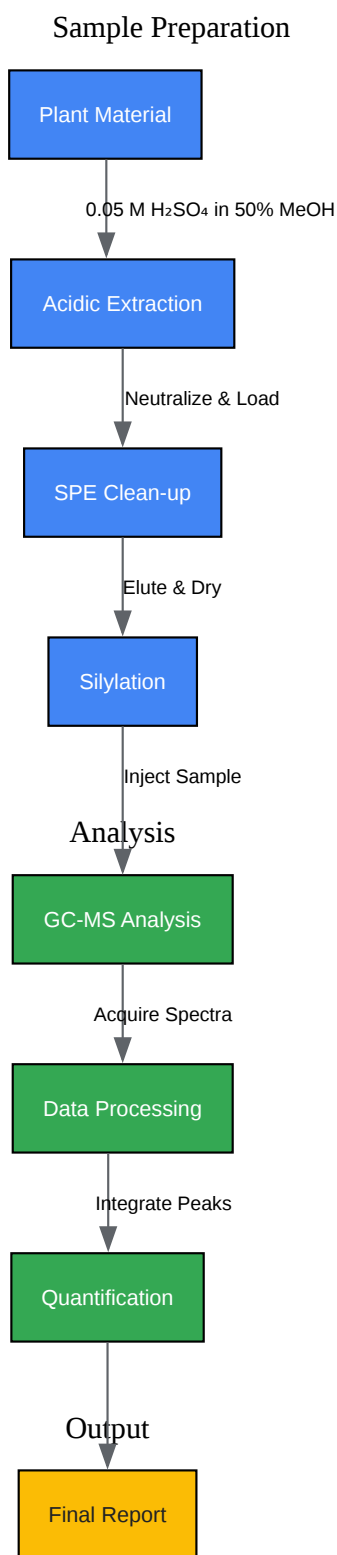 Sample Preparation
Plant Material
0.05 M H₂SO₄ in 50% MeOH
Acidic Extraction
Neutralize & Load
SPE Clean-up
Elute & Dry
Silylation
Inject Sample
Analysis
GC-MS Analysis
Acquire Spectra
Data Processing
Integrate Peaks
Quantification
Output
Final Report